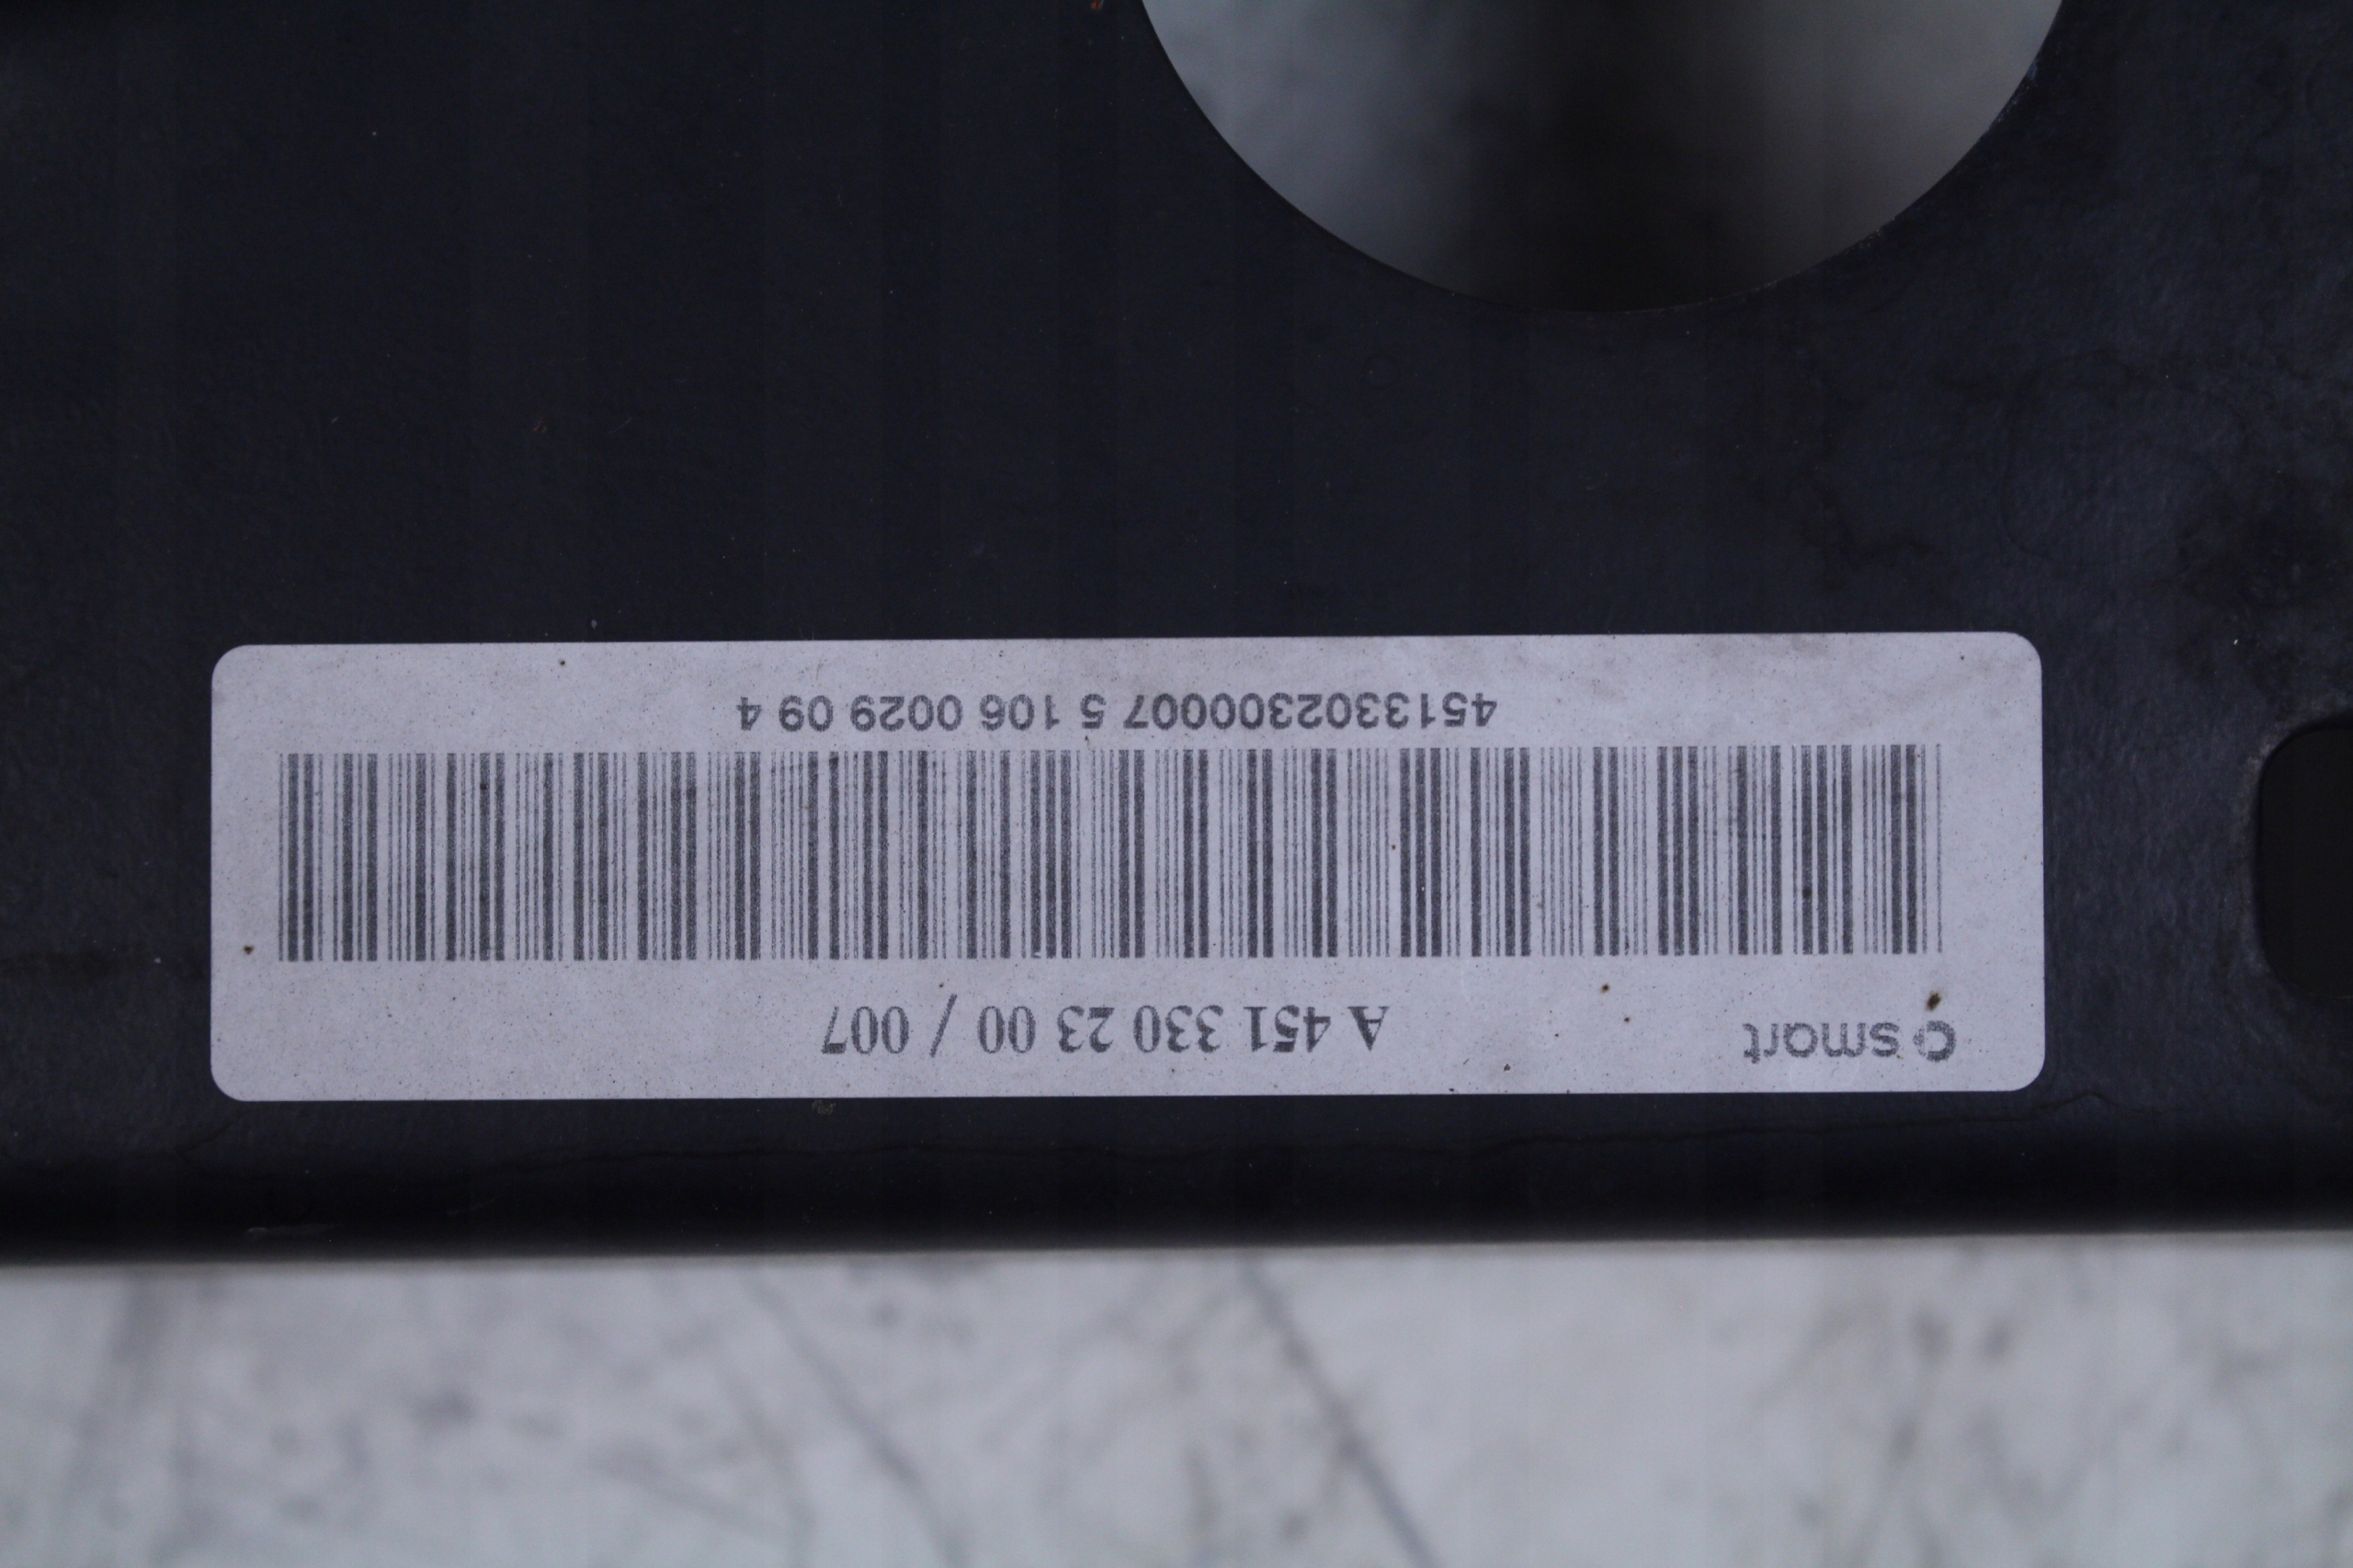 smart
A 451 330 23 00 / 007
4513302300007 5 106 0029 09 4